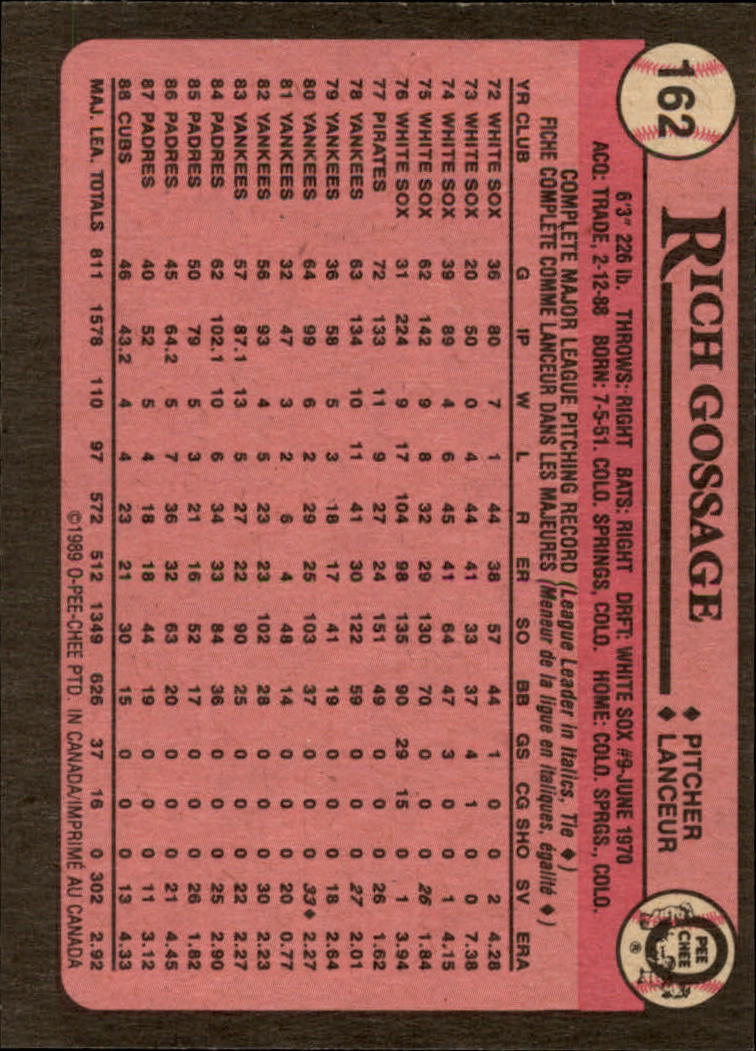 162
RICH GOSSAGE
♦ PITCHER
♦ LANCEUR
O PEE CHEE ®
6'3" 226 lb. THROWS: RIGHT BATS: RIGHT DRFT: WHITE SOX #9-JUNE 1970
ACQ: TRADE, 2-12-88 BORN: 7-5-51, COLO. SPRINGS, COLO. HOME: COLO. SPRGS., COLO.
COMPLETE MAJOR LEAGUE PITCHING RECORD (League Leader in Italics, Tie ♦)
FICHE COMPLÈTE COMME LANCEUR DANS LES MAJEURES (Meneur de la ligue en italiques, égalité ♦)
YR CLUB G IP W L R ER SO BB GS CG SHO SV ERA
72 WHITE SOX 36 80 7 1 44 38 57 44 1 0 0 2 4.28
73 WHITE SOX 20 50 0 4 44 41 33 37 4 1 0 0 7.38
74 WHITE SOX 39 89 4 6 45 41 64 47 3 0 0 1 4.15
75 WHITE SOX 62 142 9 8 32 29 130 70 0 0 0 26 1.84
76 WHITE SOX 31 224 9 17 104 98 135 90 29 15 0 1 3.94
77 PIRATES 72 133 11 9 27 24 151 49 0 0 0 26 1.62
78 YANKEES 63 134 10 11 41 30 122 59 0 0 0 27 2.01
79 YANKEES 36 58 5 3 18 17 41 19 0 0 0 18 2.64
80 YANKEES 64 99 6 2 29 25 103 37 0 0 0 33♦ 2.27
81 YANKEES 32 47 3 2 6 4 48 14 0 0 0 20 0.77
82 YANKEES 56 93 4 5 23 23 102 28 0 0 0 30 2.23
83 YANKEES 57 87.1 13 5 27 22 90 25 0 0 0 22 2.27
84 PADRES 62 102.1 10 6 34 33 84 36 0 0 0 25 2.90
85 PADRES 50 79 5 3 21 16 52 17 0 0 0 26 1.82
86 PADRES 45 64.2 5 7 36 32 63 20 0 0 0 21 4.45
87 PADRES 40 52 5 4 18 18 44 19 0 0 0 11 3.12
88 CUBS 46 43.2 4 4 23 21 30 15 0 0 0 13 4.33
MAJ. LEA. TOTALS 811 1578 110 97 572 512 1349 626 37 16 0 302 2.92
©1989 O-PEE-CHEE PTD. IN CANADA/IMPRIMÉ AU CANADA